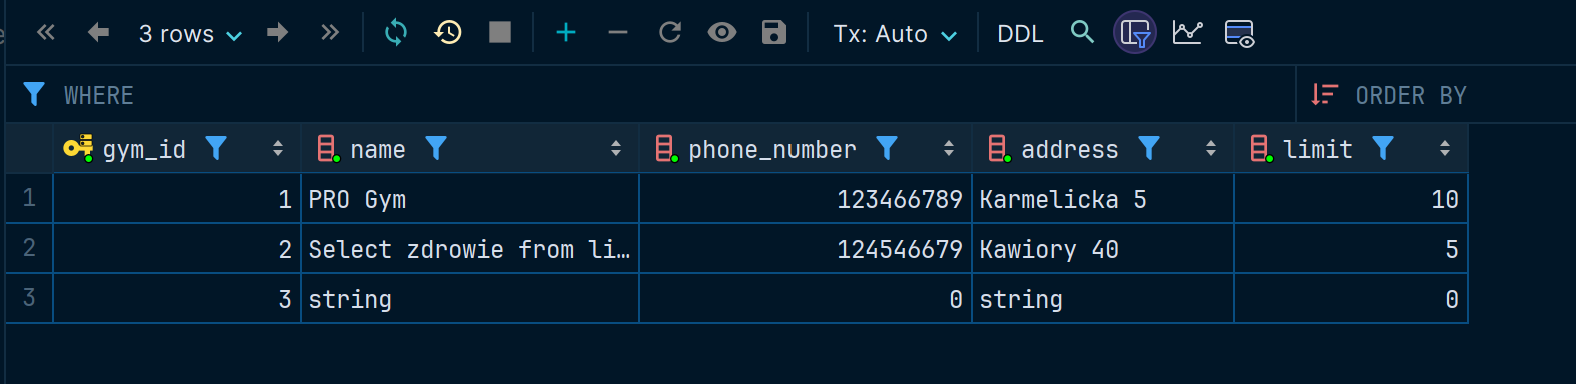 3 rows Tx: Auto DDL
WHERE ORDER BY
gym_id name phone_number address limit
1 1 PRO Gym 123466789 Karmelicka 5 10
2 2 Select zdrowie from li… 124546679 Kawiory 40 5
3 3 string 0 string 0